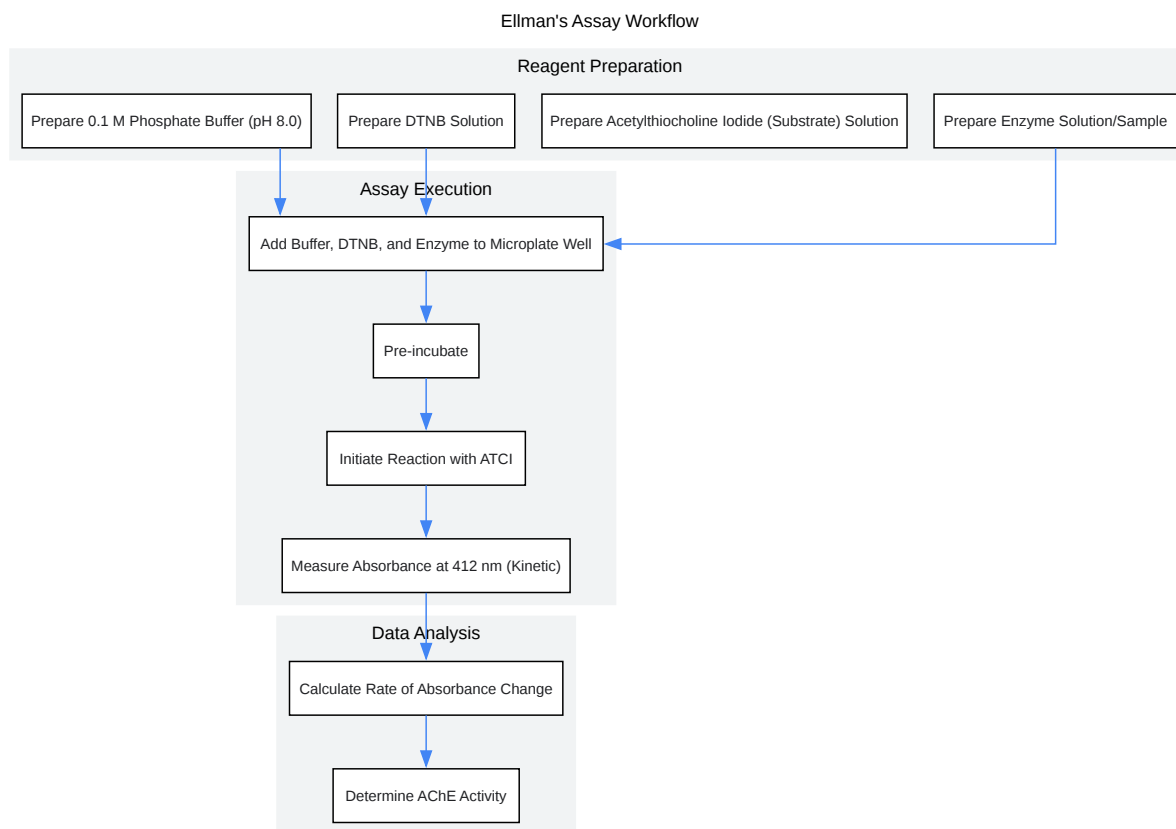 Ellman's Assay Workflow
Reagent Preparation
Prepare 0.1 M Phosphate Buffer (pH 8.0)
Prepare DTNB Solution
Prepare Acetylthiocholine Iodide (Substrate) Solution
Prepare Enzyme Solution/Sample
Assay Execution
Add Buffer, DTNB, and Enzyme to Microplate Well
Pre-incubate
Initiate Reaction with ATCI
Measure Absorbance at 412 nm (Kinetic)
Data Analysis
Calculate Rate of Absorbance Change
Determine AChE Activity